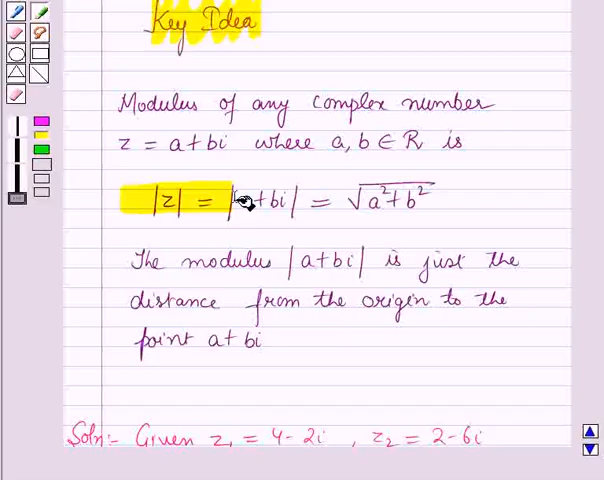 Key Idea
Modulus of any complex number
z = a+bi where a, b ∈ R is
|z| = |a+bi| = √a²+b²
The modulus |a+bi| is just the
distance from the origin to the
point a+bi
Soln:- Given z₁ = 4-2i , z₂ = 2-6i